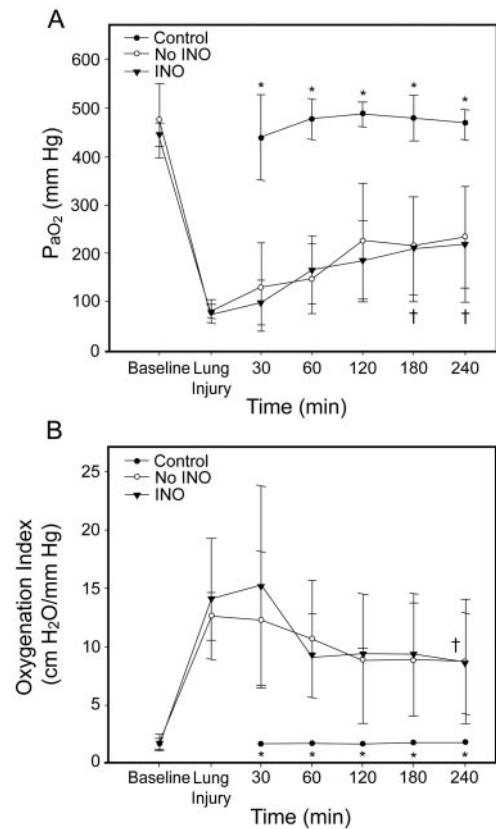 A
Control
No INO
INO
PaO₂ (mm Hg)
600
500
400
300
200
100
0
* * * * *
† †
Baseline Lung Injury 30 60 120 180 240
Time (min)
B
Control
No INO
INO
Oxygenation Index
(cm H₂O/mm Hg)
25
20
15
10
5
0
†
* * * * *
Baseline Lung Injury 30 60 120 180 240
Time (min)